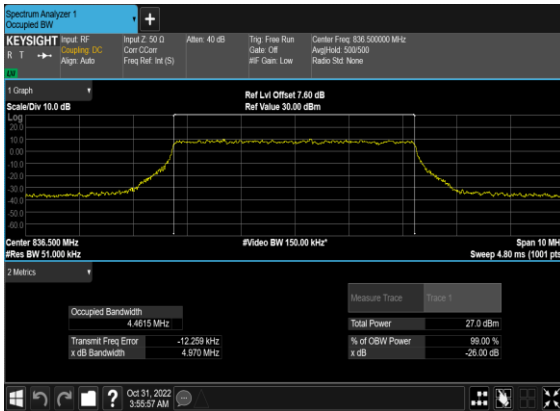 Spectrum Analyzer 1
Occupied BW
KEYSIGHT Input: RF Input Z: 50 Ω Atten: 40 dB Trig: Free Run Center Freq: 836.500000 MHz
R T Coupling: DC Corr CCorr Gate: Off Avg|Hold: 500/500
Align: Auto Freq Ref: Int (S) #IF Gain: Low Radio Std: None
1 Graph
Ref Lvl Offset 7.60 dB
Scale/Div 10.0 dB Ref Value 30.00 dBm
Log
20.0
10.0
0.00
-10.0
-20.0
-30.0
-40.0
-50.0
-60.0
Center 836.500 MHz #Video BW 150.00 kHz* Span 10 MH
#Res BW 51.000 kHz Sweep 4.80 ms (1001 pts
2 Metrics
Measure Trace Trace 1
Occupied Bandwidth
4.4615 MHz Total Power 27.0 dBm
Transmit Freq Error -12.259 kHz % of OBW Power 99.00 %
x dB Bandwidth 4.970 MHz x dB -26.00 dB
Oct 31, 2022
3:55:57 AM